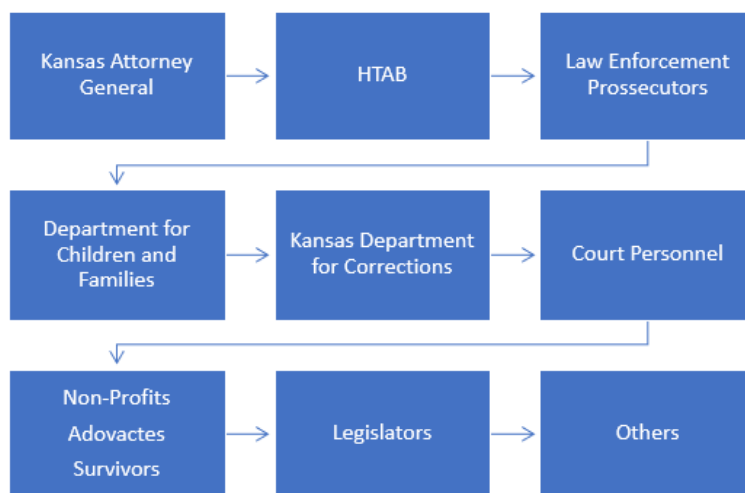 Kansas Attorney
General
HTAB
Law Enforcement
Prossecutors
Department for
Children and
Families
Kansas Department
for Corrections
Court Personnel
Non-Profits
Adovactes
Survivors
Legislators
Others